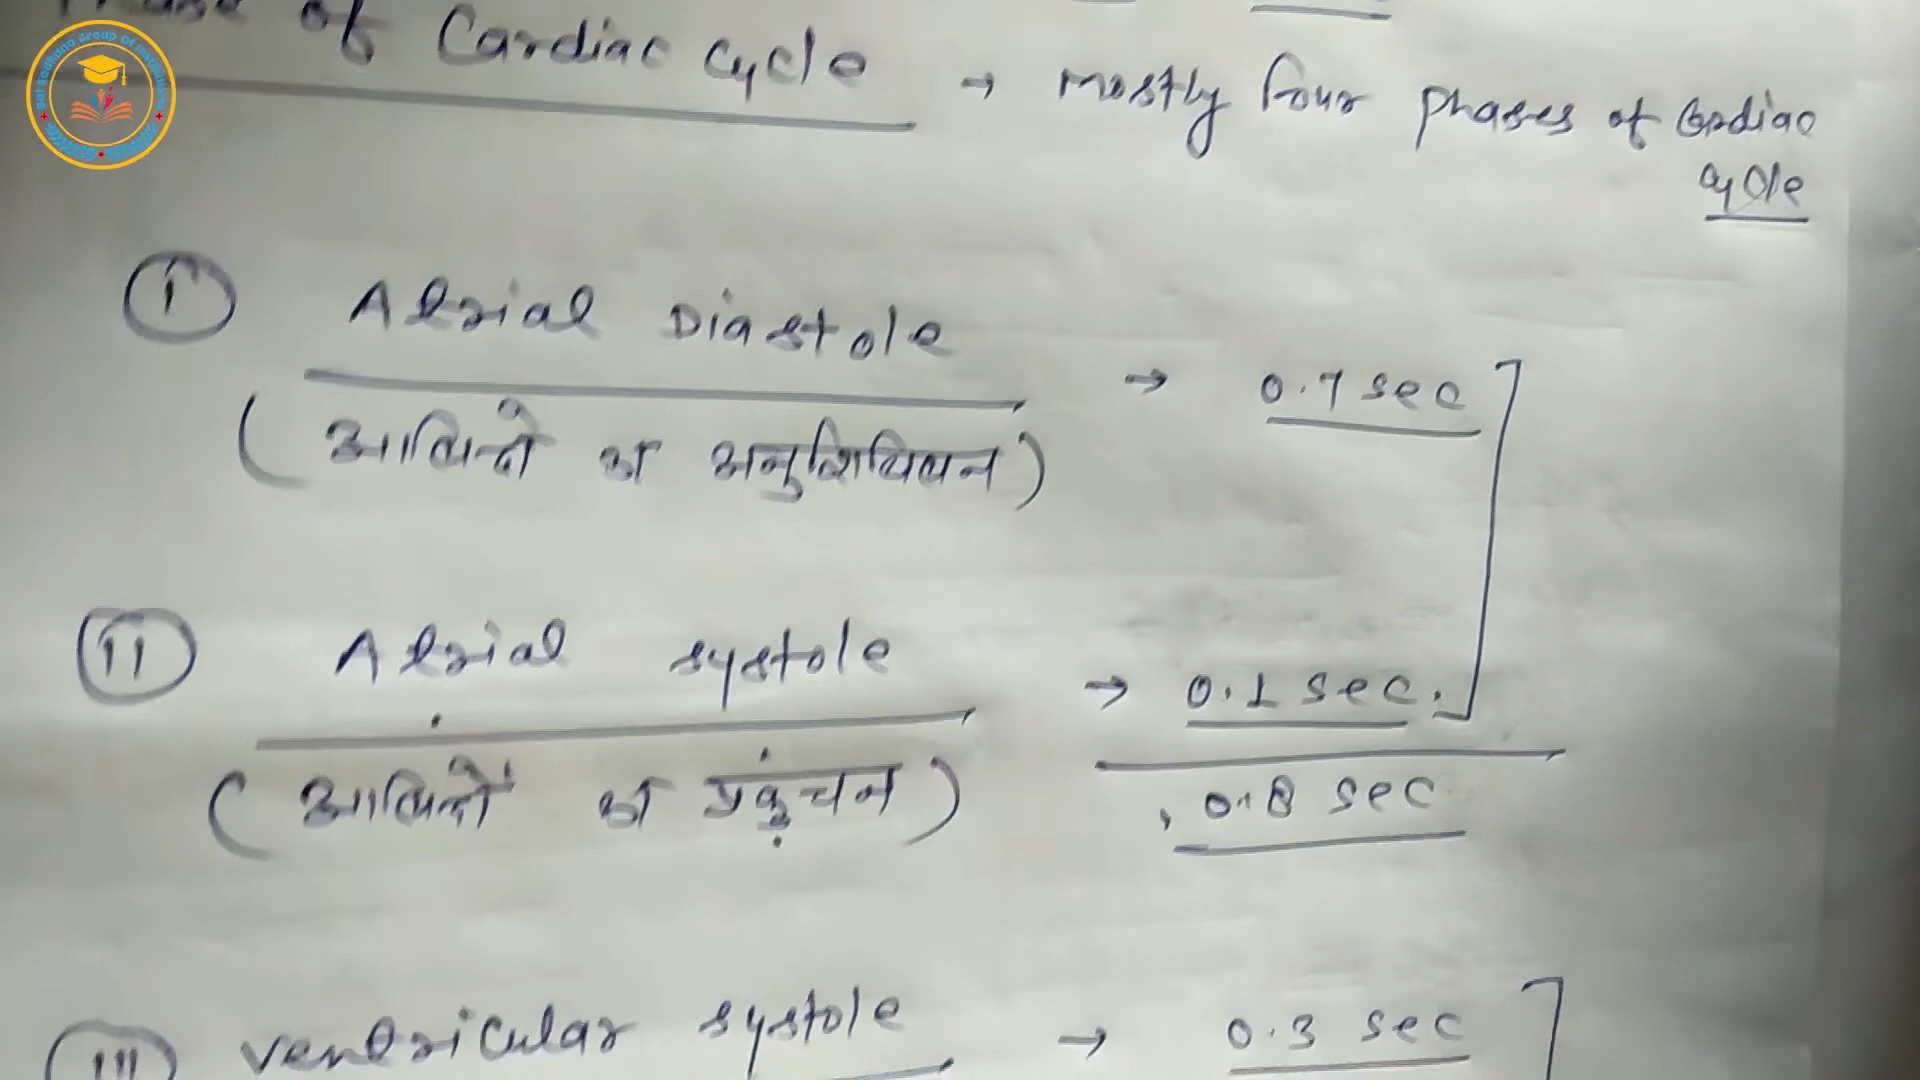 Phase of Cardiac Cycle → mostly four phases of Cardiac
cycle
I Atrial Diastole → 0.7 sec
(आलिन्दो का अनुशिथिलन)
II Atrial systole → 0.1 sec.
(आलिंदों का प्रकुंचन)
0.8 sec
III ventricular systole → 0.3 sec